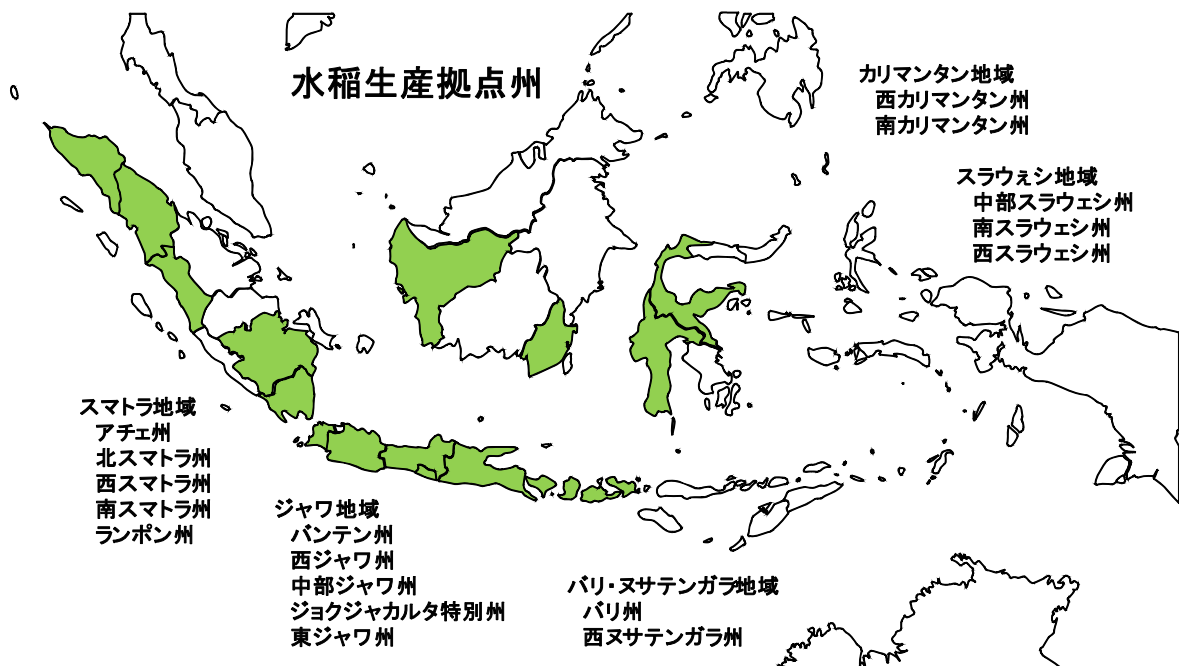 水稲生産拠点州
カリマンタン地域
西カリマンタン州
南カリマンタン州
スラウェシ地域
中部スラウェシ州
南スラウェシ州
西スラウェシ州
スマトラ地域
アチェ州
北スマトラ州
西スマトラ州
南スマトラ州
ランポン州
ジャワ地域
バンテン州
西ジャワ州
中部ジャワ州
ジョクジャカルタ特別州
東ジャワ州
バリ・ヌサテンガラ地域
バリ州
西ヌサテンガラ州